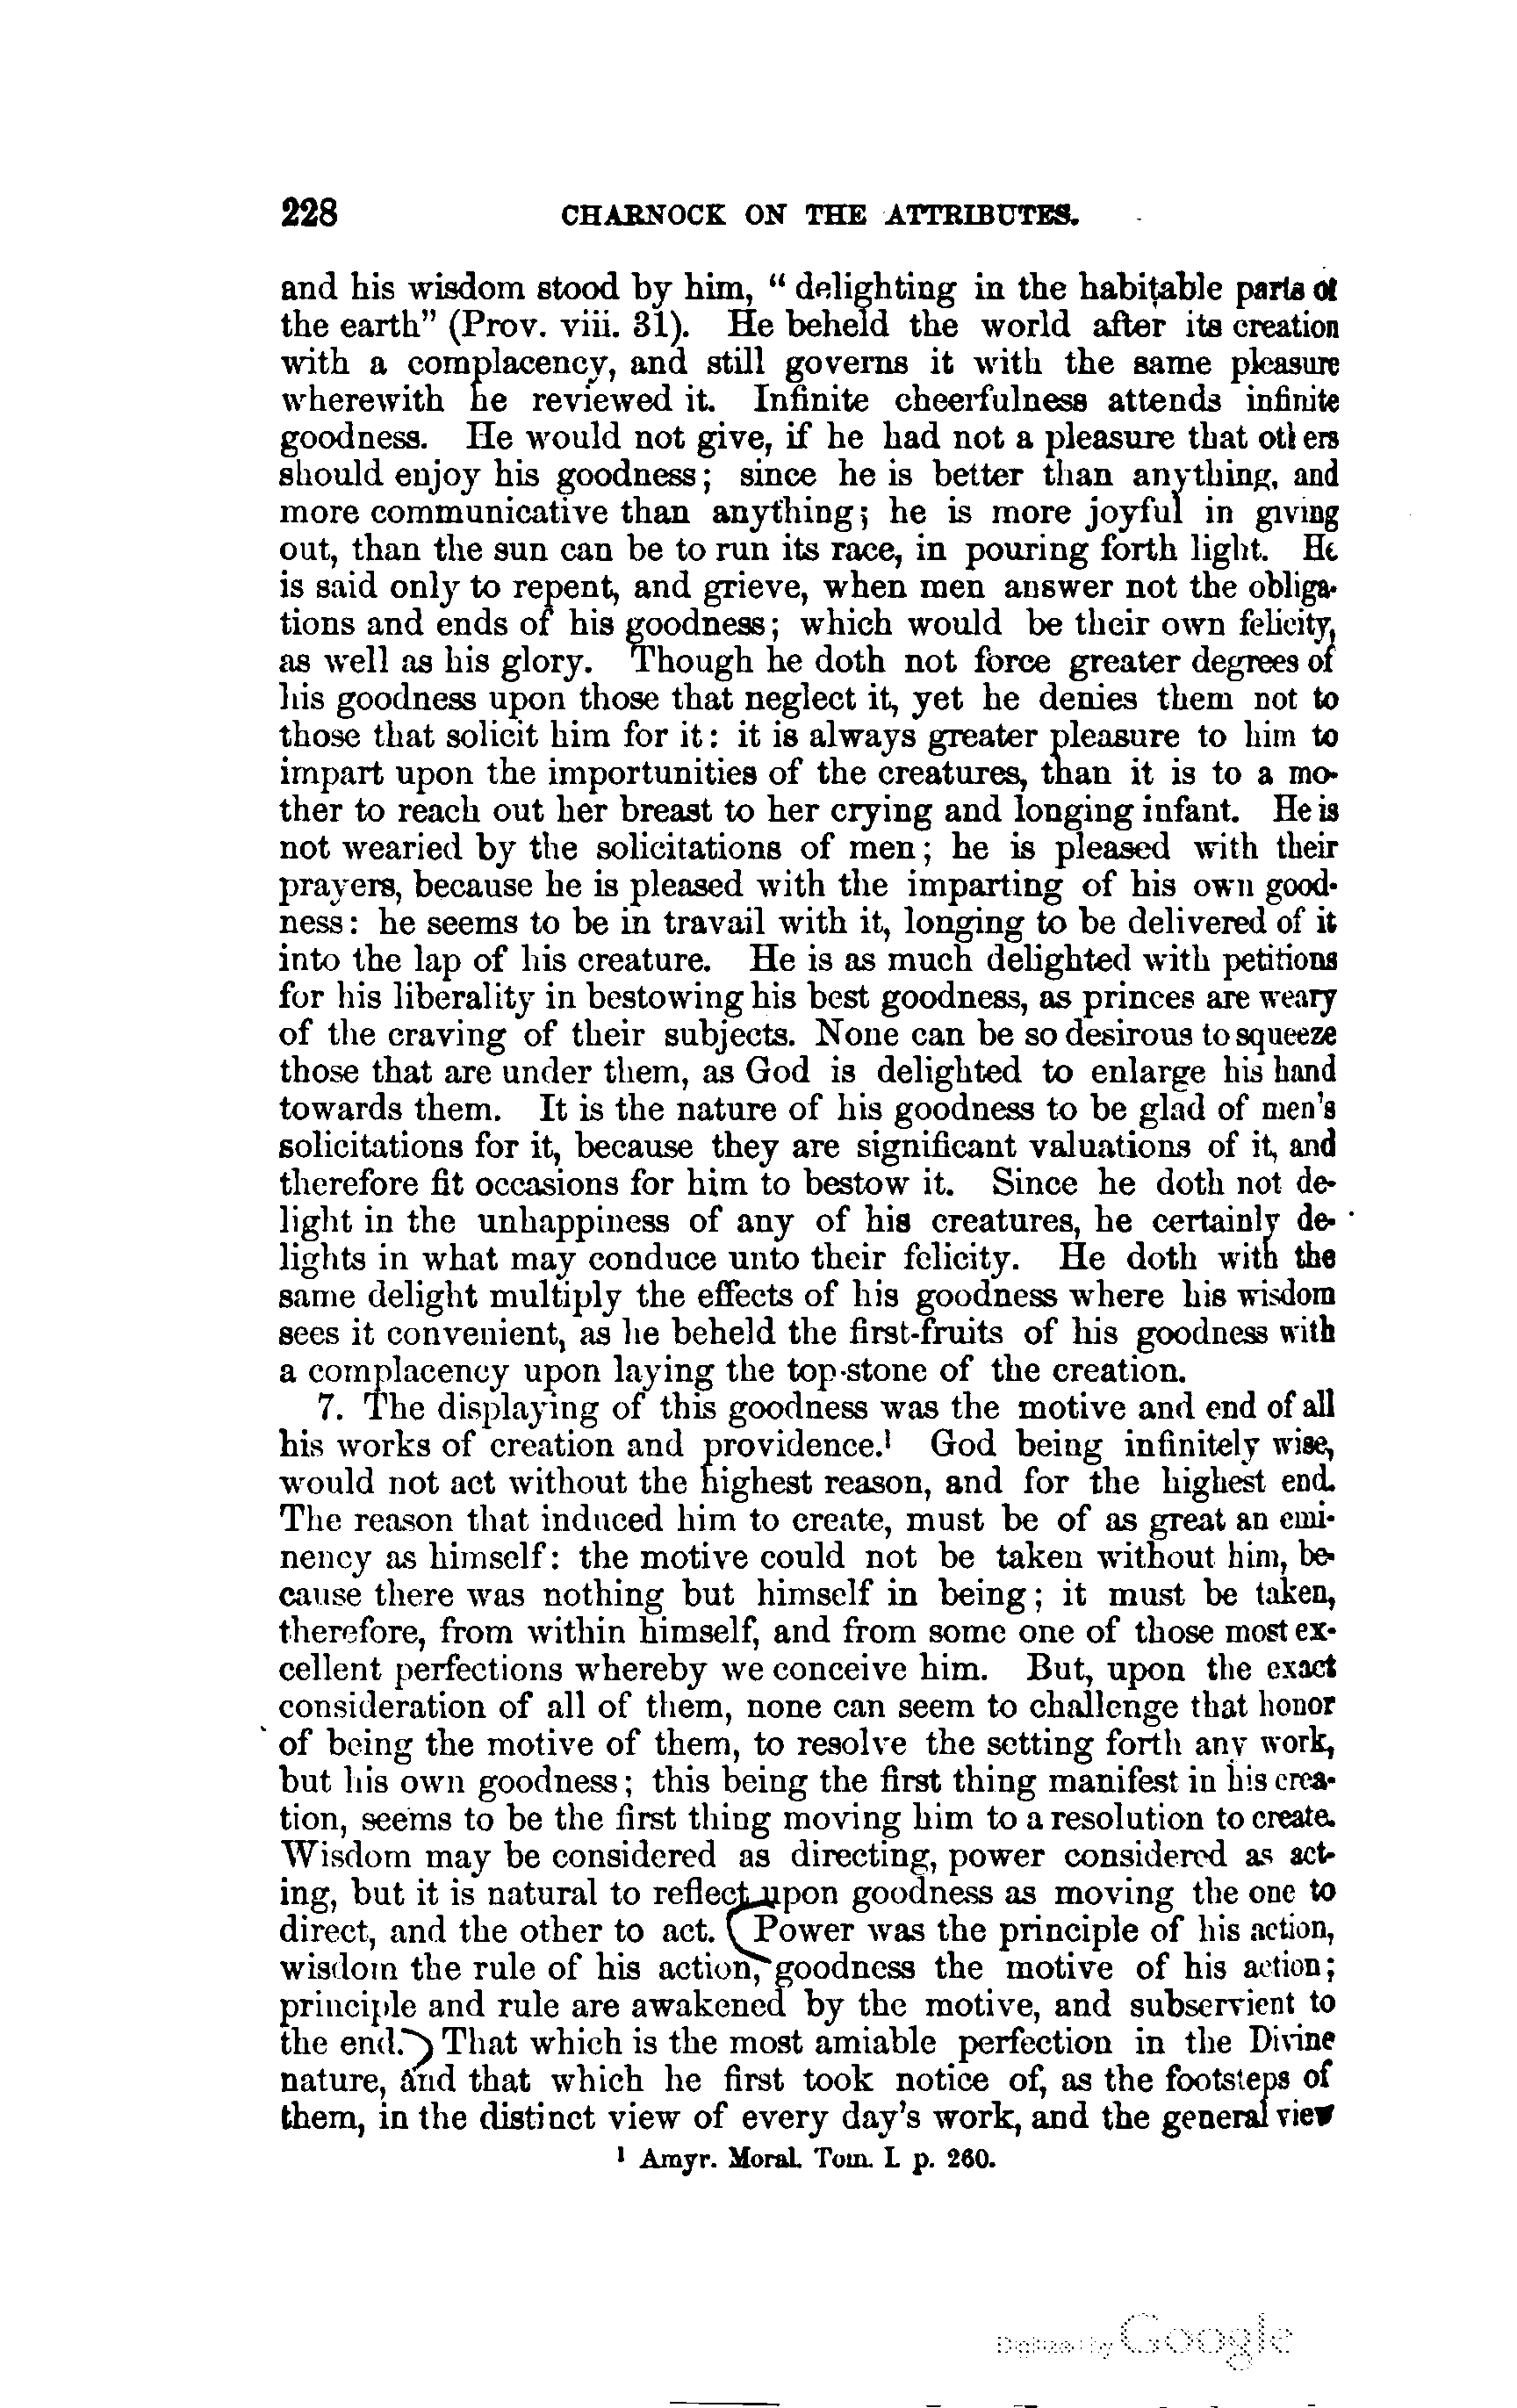 228 CHARNOCK ON THE ATTRIBUTES.
and his wisdom stood by him, “ delighting in the habitable parts of
the earth” (Prov. viii. 31). He beheld the world after its creation
with a complacency, and still governs it with the same pleasure
wherewith he reviewed it. Infinite cheerfulness attends infinite
goodness. He would not give, if he had not a pleasure that others
should enjoy his goodness; since he is better than anything, and
more communicative than anything; he is more joyful in giving
out, than the sun can be to run its race, in pouring forth light. He
is said only to repent, and grieve, when men answer not the obliga-
tions and ends of his goodness; which would be their own felicity,
as well as his glory. Though he doth not force greater degrees of
his goodness upon those that neglect it, yet he denies them not to
those that solicit him for it: it is always greater pleasure to him to
impart upon the importunities of the creatures, than it is to a mo-
ther to reach out her breast to her crying and longing infant. He is
not wearied by the solicitations of men; he is pleased with their
prayers, because he is pleased with the imparting of his own good-
ness: he seems to be in travail with it, longing to be delivered of it
into the lap of his creature. He is as much delighted with petitions
for his liberality in bestowing his best goodness, as princes are weary
of the craving of their subjects. None can be so desirous to squeeze
those that are under them, as God is delighted to enlarge his hand
towards them. It is the nature of his goodness to be glad of men's
solicitations for it, because they are significant valuations of it, and
therefore fit occasions for him to bestow it. Since he doth not de-
light in the unhappiness of any of his creatures, he certainly de-
lights in what may conduce unto their felicity. He doth with the
same delight multiply the effects of his goodness where his wisdom
sees it convenient, as he beheld the first-fruits of his goodness with
a complacency upon laying the top-stone of the creation.
7. The displaying of this goodness was the motive and end of all
his works of creation and providence.¹ God being infinitely wise,
would not act without the highest reason, and for the highest end.
The reason that induced him to create, must be of as great an emi-
nency as himself: the motive could not be taken without him, be-
cause there was nothing but himself in being; it must be taken,
therefore, from within himself, and from some one of those most ex-
cellent perfections whereby we conceive him. But, upon the exact
consideration of all of them, none can seem to challenge that honor
of being the motive of them, to resolve the setting forth any work,
but his own goodness; this being the first thing manifest in his crea-
tion, seems to be the first thing moving him to a resolution to create.
Wisdom may be considered as directing, power considered as act-
ing, but it is natural to reflect upon goodness as moving the one to
direct, and the other to act. Power was the principle of his action,
wisdom the rule of his action, goodness the motive of his action;
principle and rule are awakened by the motive, and subservient to
the end. That which is the most amiable perfection in the Divine
nature, and that which he first took notice of, as the footsteps of
them, in the distinct view of every day's work, and the general view
¹ Amyr. Moral. Tom. I. p. 260.
Digitized by Google